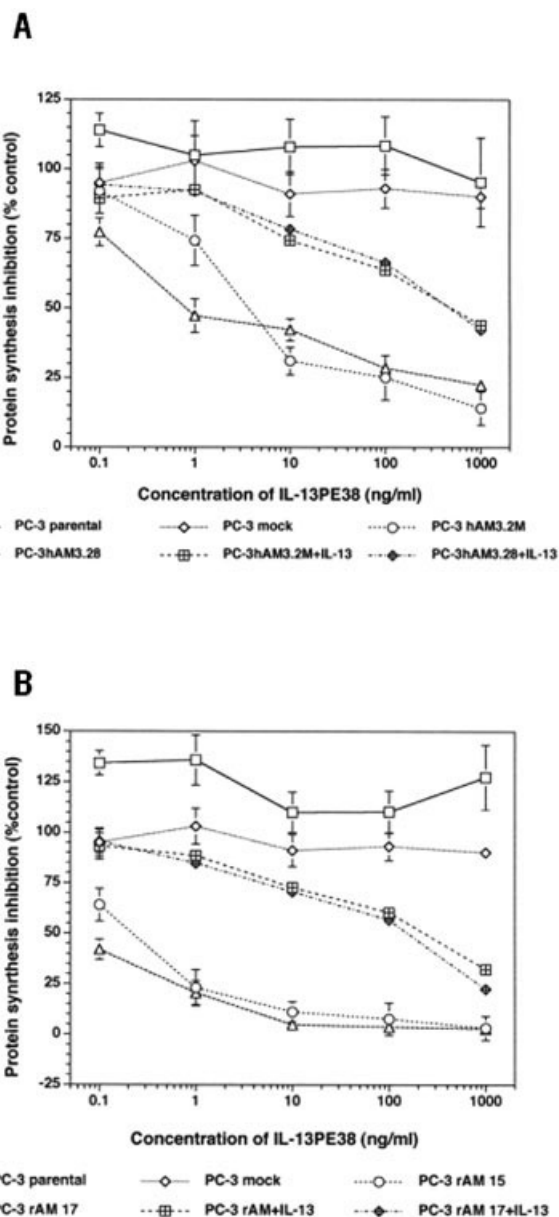 A
Protein synthesis inhibition (% control)
125
100
75
50
25
0
0.1 1 10 100 1000
Concentration of IL-13PE38 (ng/ml)
PC-3 parental PC-3 mock PC-3 hAM3.2M
PC-3hAM3.28 PC-3hAM3.2M+IL-13 PC-3hAM3.28+IL-13
B
Protein synrthesis inhibition (%control)
150
125
100
75
50
25
0
-25
0.1 1 10 100 1000
Concentration of IL-13PE38 (ng/ml)
PC-3 parental PC-3 mock PC-3 rAM 15
PC-3 rAM 17 PC-3 rAM+IL-13 PC-3 rAM 17+IL-13